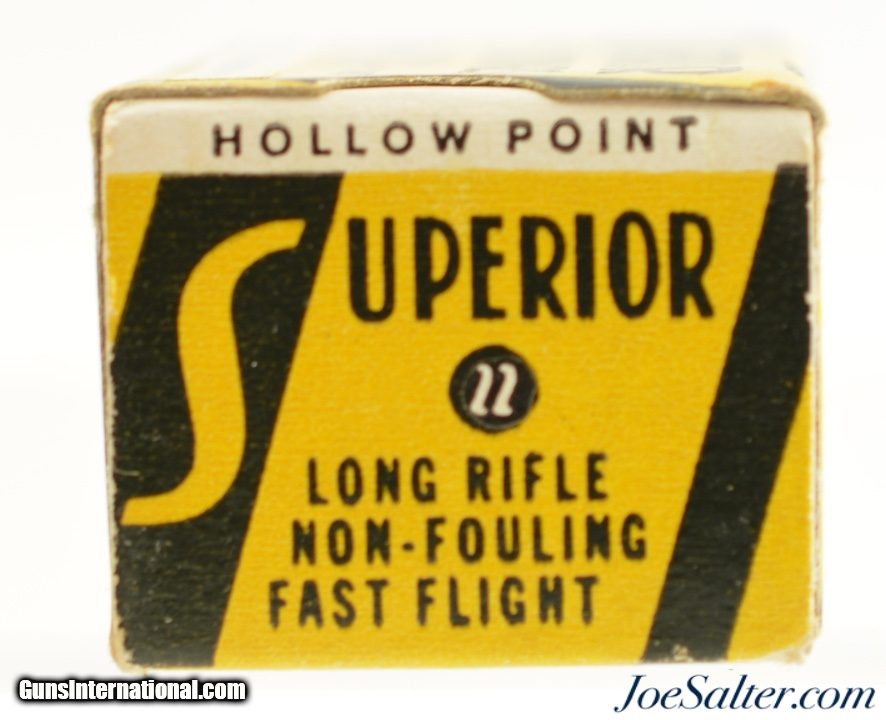 HOLLOW POINT
SUPERIOR
22
LONG RIFLE
NON-FOULING
FAST FLIGHT
GunsInternational.com
JoeSalter.com